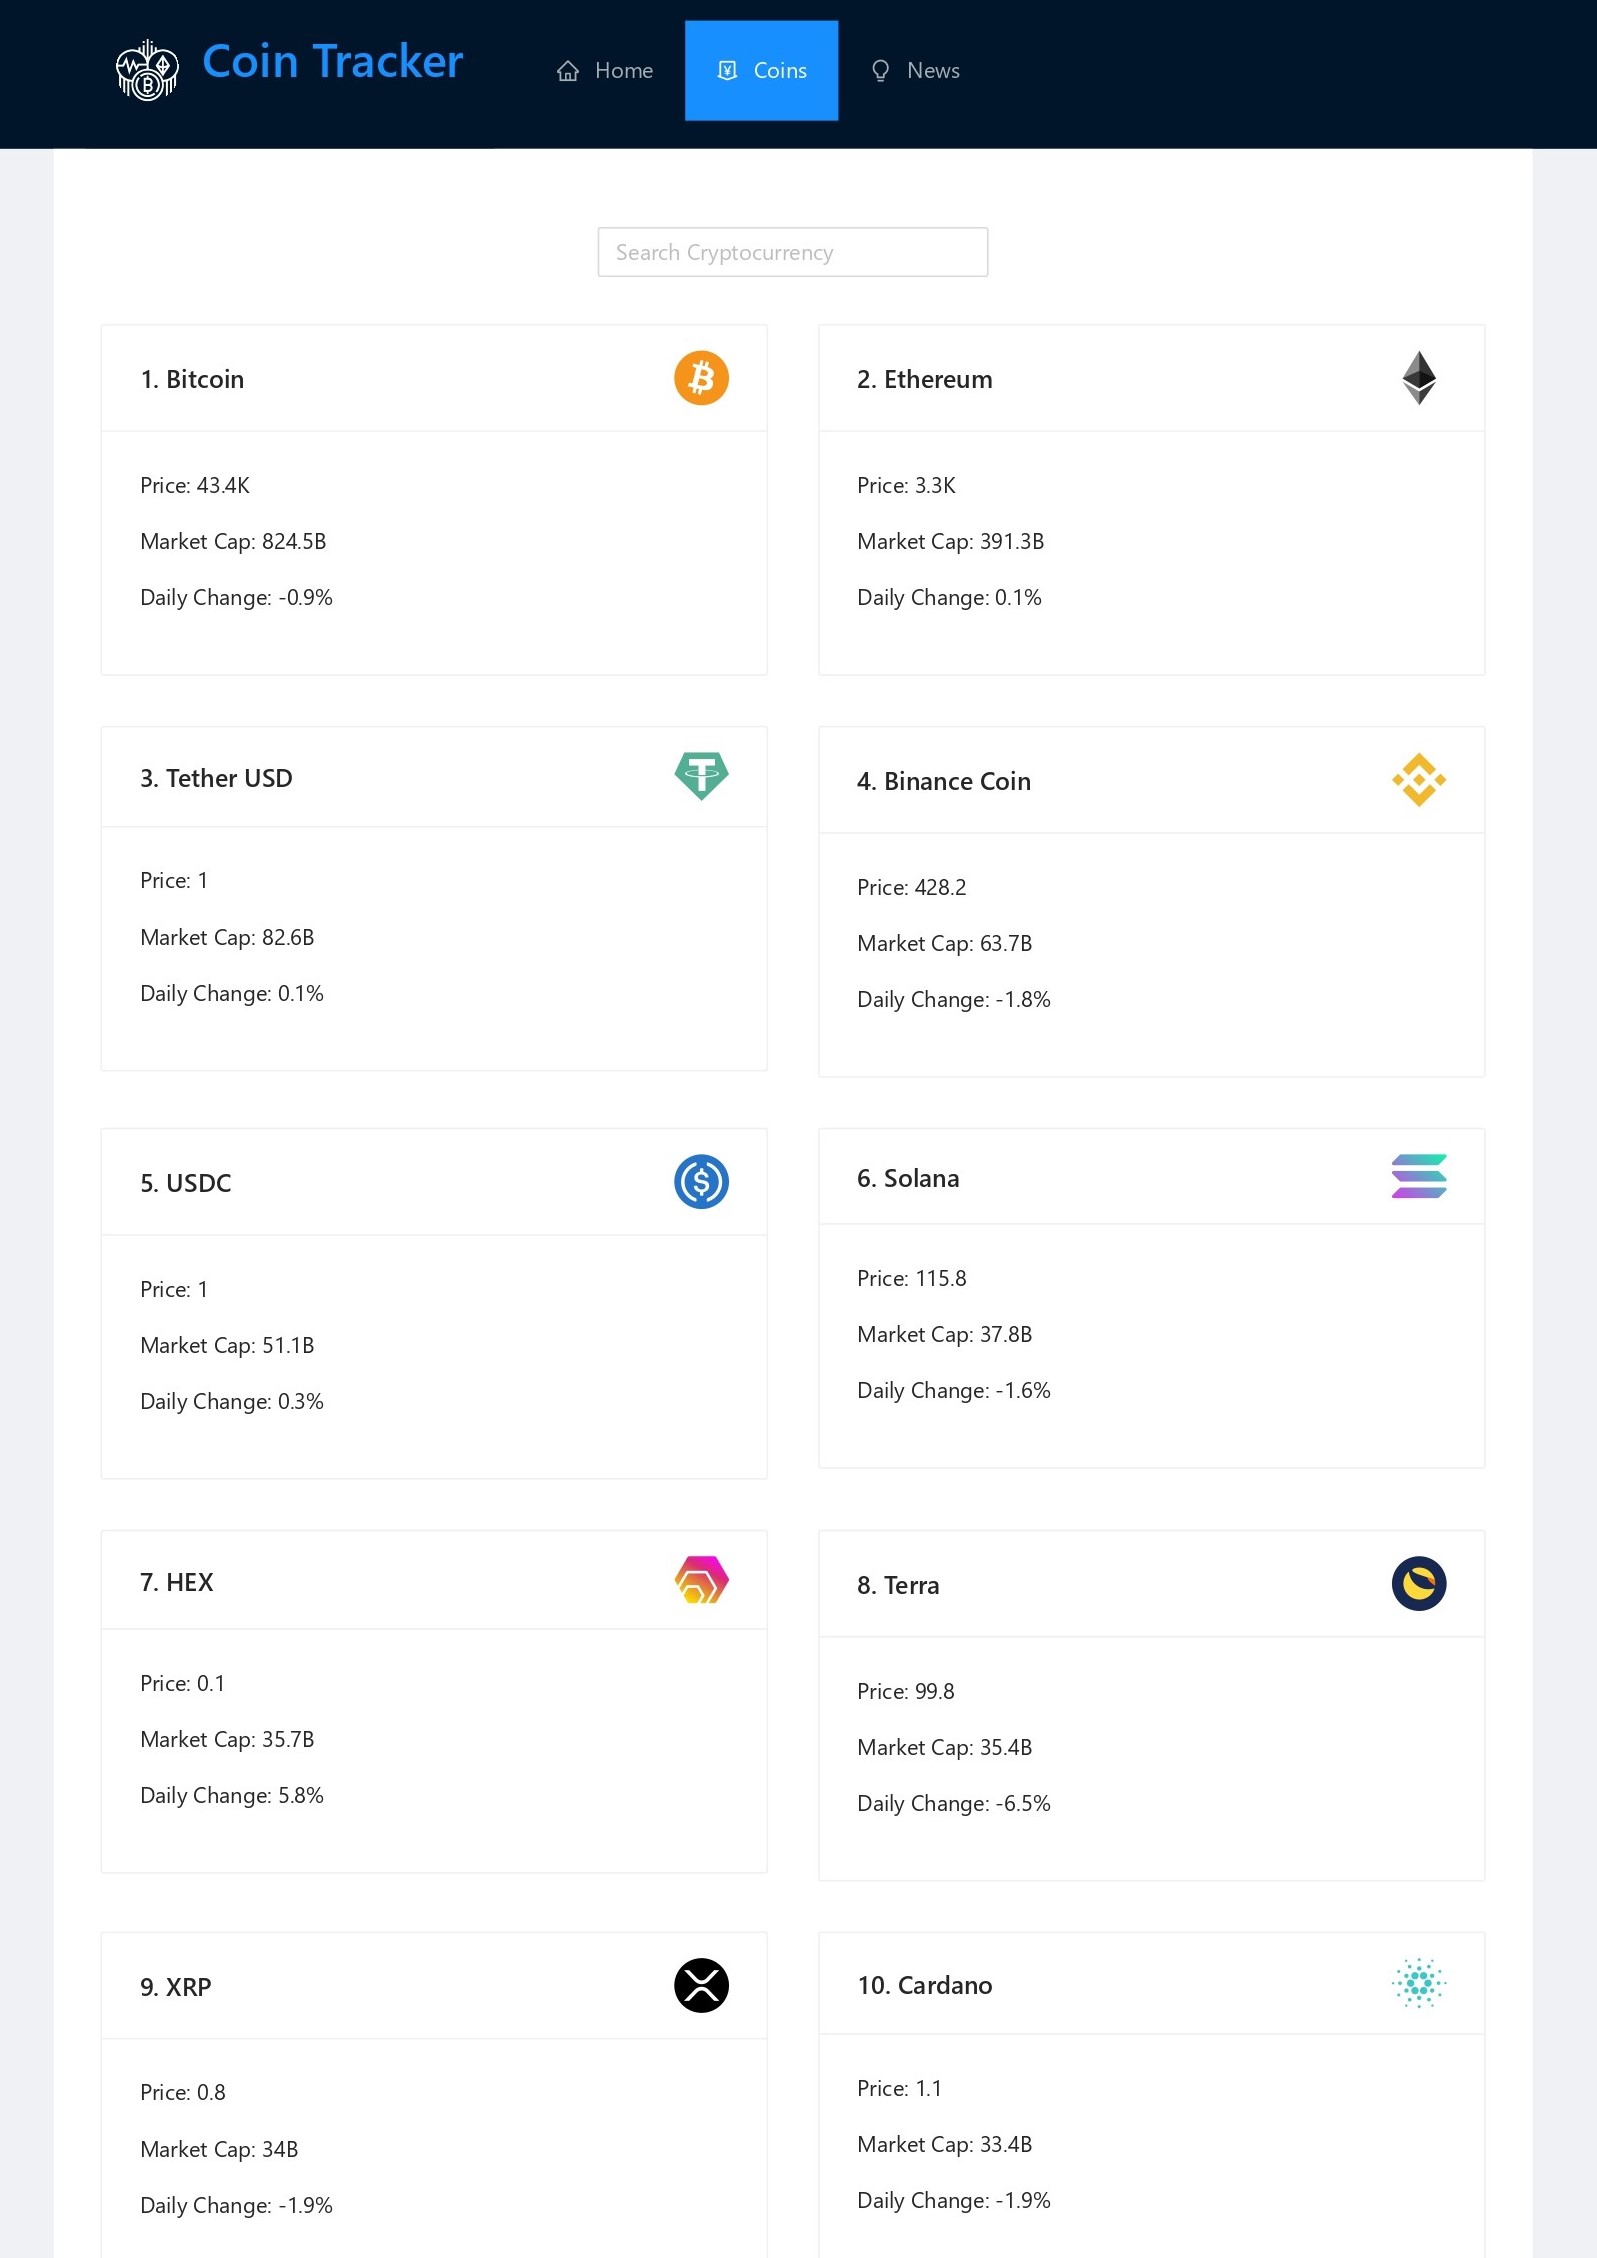 Coin Tracker
Home
Coins
News
Search Cryptocurrency
1. Bitcoin
Price: 43.4K
Market Cap: 824.5B
Daily Change: -0.9%
2. Ethereum
Price: 3.3K
Market Cap: 391.3B
Daily Change: 0.1%
3. Tether USD
Price: 1
Market Cap: 82.6B
Daily Change: 0.1%
4. Binance Coin
Price: 428.2
Market Cap: 63.7B
Daily Change: -1.8%
5. USDC
Price: 1
Market Cap: 51.1B
Daily Change: 0.3%
6. Solana
Price: 115.8
Market Cap: 37.8B
Daily Change: -1.6%
7. HEX
Price: 0.1
Market Cap: 35.7B
Daily Change: 5.8%
8. Terra
Price: 99.8
Market Cap: 35.4B
Daily Change: -6.5%
9. XRP
Price: 0.8
Market Cap: 34B
Daily Change: -1.9%
10. Cardano
Price: 1.1
Market Cap: 33.4B
Daily Change: -1.9%